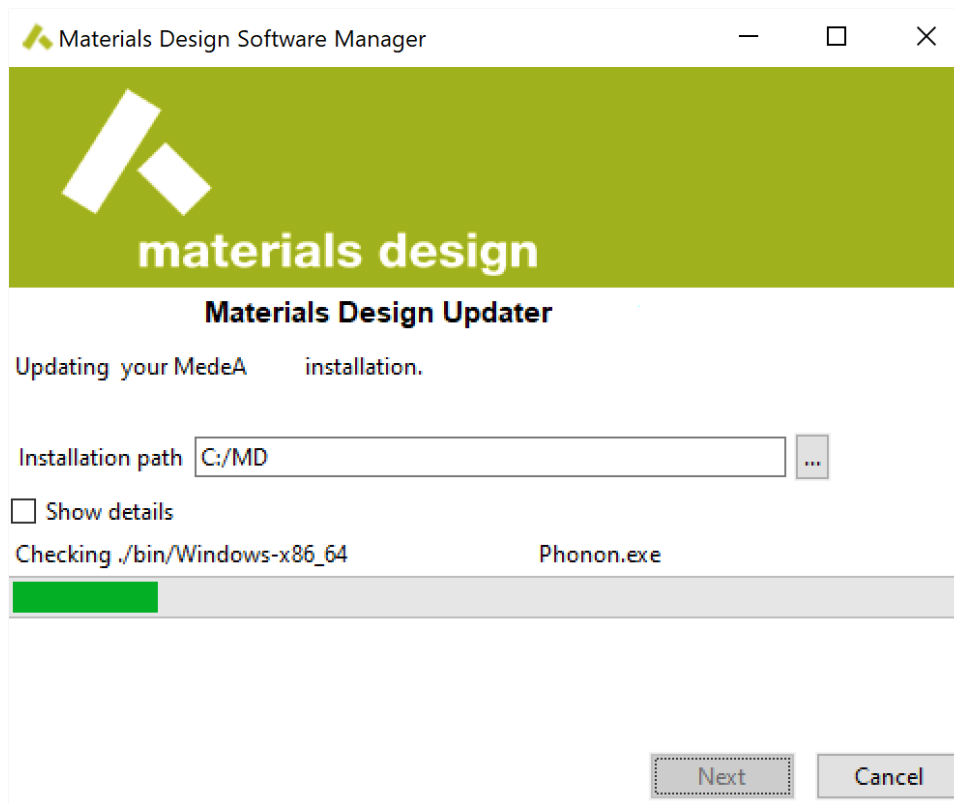 Materials Design Software Manager
materials design
Materials Design Updater
Updating your MedeA installation.
Installation path C:/MD ...
Show details
Checking ./bin/Windows-x86_64 Phonon.exe
Next Cancel